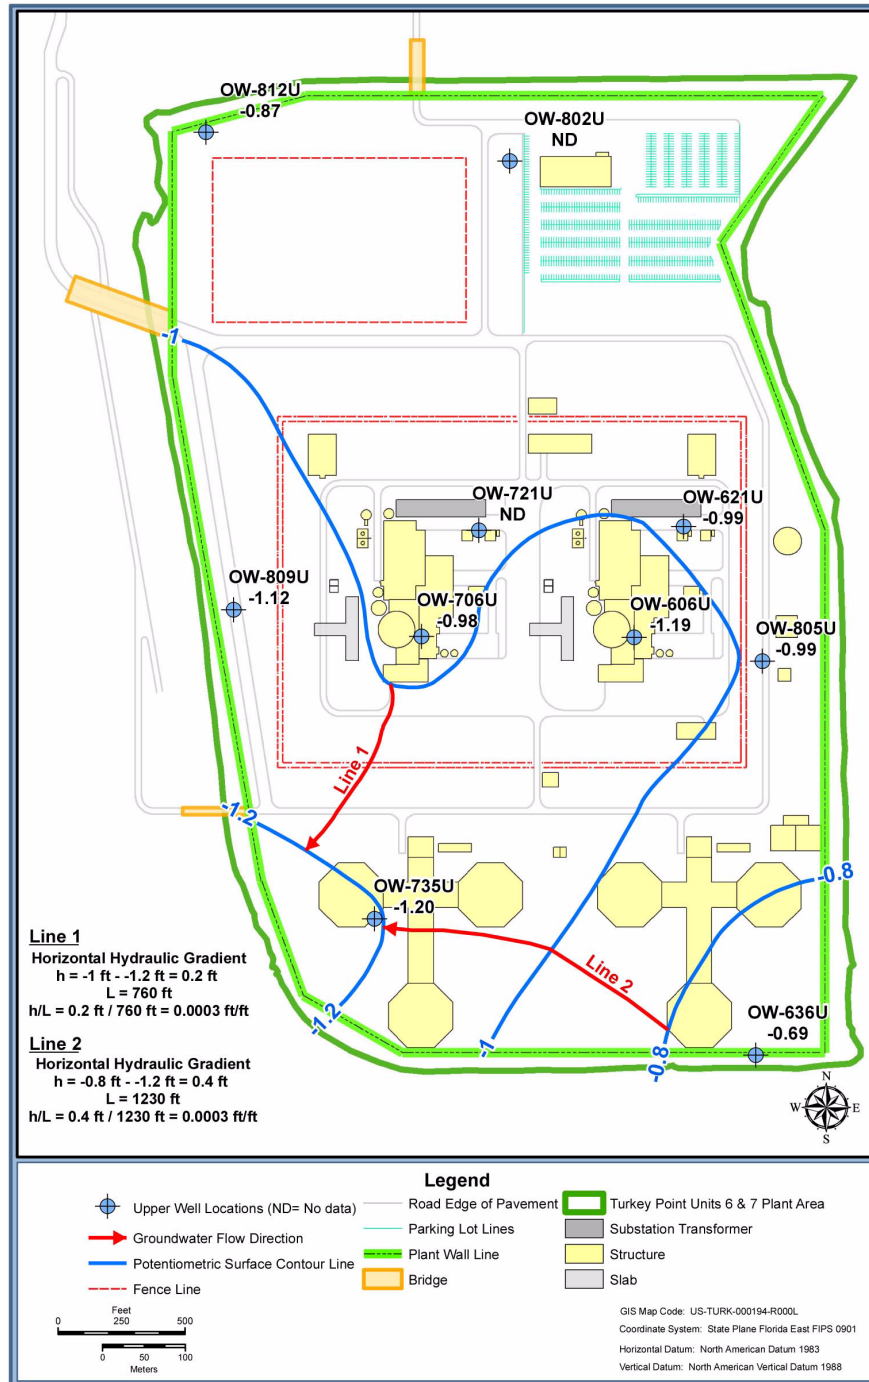 OW-812U
-0.87
OW-802U
ND
-1
OW-721U
ND
OW-621U
-0.99
OW-809U
-1.12
OW-706U
-0.98
OW-606U
-1.19
OW-805U
-0.99
Line 1
-1.2
-0.8
OW-735U
-1.20
Line 2
-1.2
-1
-0.8
OW-636U
-0.69
Line 1
Horizontal Hydraulic Gradient
h = -1 ft - -1.2 ft = 0.2 ft
L = 760 ft
h/L = 0.2 ft / 760 ft = 0.0003 ft/ft
Line 2
Horizontal Hydraulic Gradient
h = -0.8 ft - -1.2 ft = 0.4 ft
L = 1230 ft
h/L = 0.4 ft / 1230 ft = 0.0003 ft/ft
N
W E
S
Legend
Upper Well Locations (ND= No data)
Groundwater Flow Direction
Potentiometric Surface Contour Line
Fence Line
Road Edge of Pavement
Parking Lot Lines
Plant Wall Line
Bridge
Turkey Point Units 6 & 7 Plant Area
Substation Transformer
Structure
Slab
Feet
0 250 500
0 50 100
Meters
GIS Map Code: US-TURK-000194-R000L
Coordinate System: State Plane Florida East FIPS 0901
Horizontal Datum: North American Datum 1983
Vertical Datum: North American Vertical Datum 1988